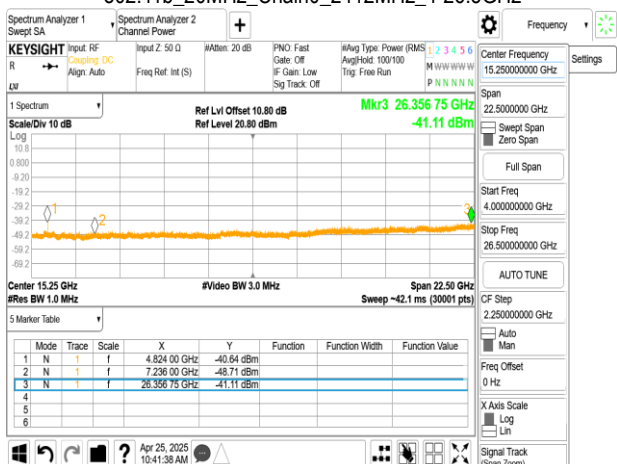 Spectrum Analyzer 1
Swept SA
Spectrum Analyzer 2
Channel Power
+
Frequency
Settings
KEYSIGHT
R
Input: RF
Coupling: DC
Align: Auto
Input Z: 50 Ω
Freq Ref: Int (S)
#Atten: 20 dB
PNO: Fast
Gate: Off
IF Gain: Low
Sig Track: Off
#Avg Type: Power (RMS
Avg|Hold: 100/100
Trig: Free Run
1 2 3 4 5 6
M W W W W W
P N N N N N
1 Spectrum
Scale/Div 10 dB
Ref Lvl Offset 10.80 dB
Ref Level 20.80 dBm
Mkr3 26.356 75 GHz
-41.11 dBm
Log
10.8
0.800
-9.20
-19.2
-29.2
-39.2
-49.2
-59.2
-69.2
1
2
3
Center 15.25 GHz
#Res BW 1.0 MHz
#Video BW 3.0 MHz
Span 22.50 GHz
Sweep ~42.1 ms (30001 pts)
5 Marker Table
Mode Trace Scale X Y Function Function Width Function Value
1 N 1 f 4.824 00 GHz -40.64 dBm
2 N 1 f 7.236 00 GHz -48.71 dBm
3 N 1 f 26.356 75 GHz -41.11 dBm
4
5
6
?
Apr 25, 2025
10:41:38 AM
Center Frequency
15.250000000 GHz
Span
22.5000000 GHz
Swept Span
Zero Span
Full Span
Start Freq
4.000000000 GHz
Stop Freq
26.500000000 GHz
AUTO TUNE
CF Step
2.250000000 GHz
Auto
Man
Freq Offset
0 Hz
X Axis Scale
Log
Lin
Signal Track
(Span Zoom)